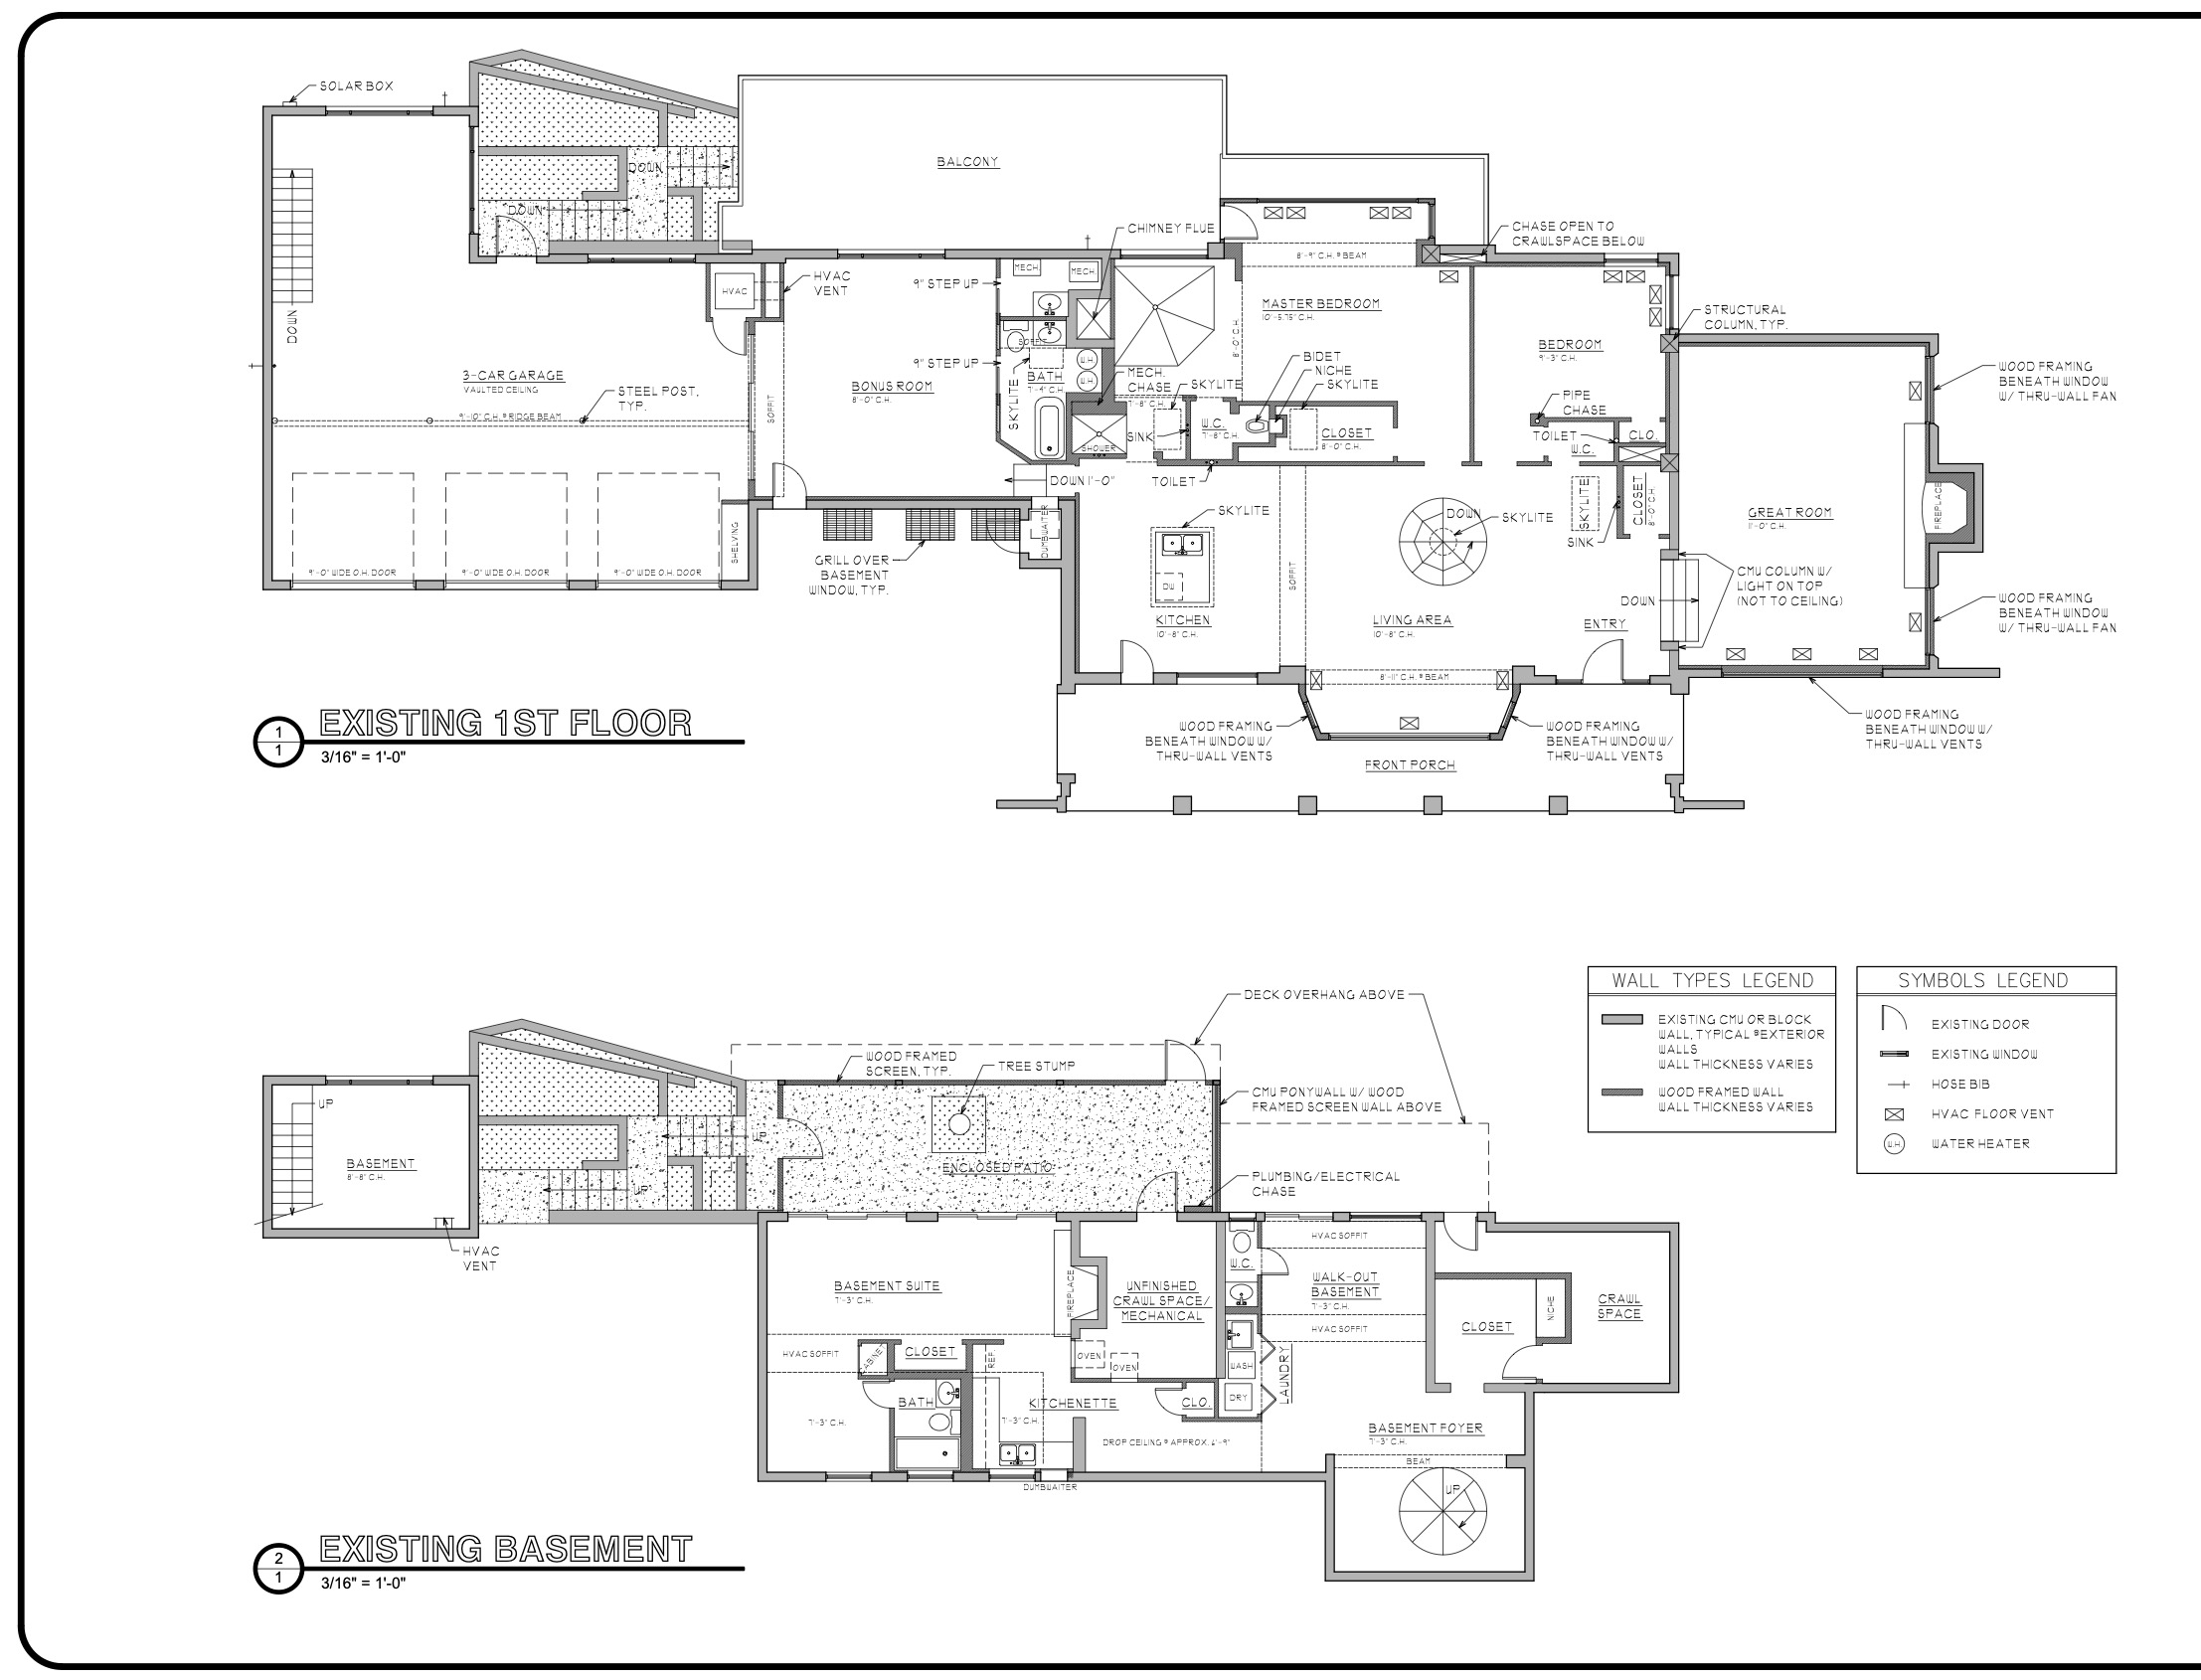 SOLAR BOX
BALCONY
DOWN
DOWN
CHIMNEY FLUE
CHASE OPEN TO
CRAWLSPACE BELOW
8'-9" C.H. @ BEAM
MECH.
MECH.
HVAC
HVAC
VENT
9" STEP UP
MASTER BEDROOM
10'-5.75" C.H.
8'-0" C.H.
STRUCTURAL
COLUMN, TYP.
DOWN
BEDROOM
9'-3" C.H.
SOFFIT
9" STEP UP
W.H.
W.H.
BIDET
NICHE
SKYLITE
MECH.
CHASE
SKYLITE
WOOD FRAMING
BENEATH WINDOW
W/ THRU-WALL FAN
3-CAR GARAGE
VAULTED CEILING
STEEL POST,
TYP.
BONUS ROOM
8'-0" C.H.
BATH
7'-4" C.H.
SKYLITE
7'-8" C.H.
PIPE
CHASE
9'-10" C.H. @ RIDGE BEAM
SOFFIT
SINK
W.C.
7'-8" C.H.
CLOSET
8'-0" C.H.
TOILET
CLO.
W.C.
SHOWER
DOWN 1'-0"
TOILET
SKYLITE
DOWN
SKYLITE
SKYLITE
CLOSET
8'-0" C.H.
GREAT ROOM
11'-0" C.H.
FIREPLACE
SHELVING
DUMBWAITER
SINK
GRILL OVER
BASEMENT
WINDOW, TYP.
9'-0" WIDE O.H. DOOR
9'-0" WIDE O.H. DOOR
9'-0" WIDE O.H. DOOR
DW
SOFFIT
CMU COLUMN W/
LIGHT ON TOP
(NOT TO CEILING)
DOWN
WOOD FRAMING
BENEATH WINDOW
W/ THRU-WALL FAN
KITCHEN
10'-8" C.H.
LIVING AREA
10'-8" C.H.
ENTRY
8'-11" C.H. @ BEAM
1
1
EXISTING 1ST FLOOR
3/16" = 1'-0"
WOOD FRAMING
BENEATH WINDOW W/
THRU-WALL VENTS
WOOD FRAMING
BENEATH WINDOW W/
THRU-WALL VENTS
WOOD FRAMING
BENEATH WINDOW W/
THRU-WALL VENTS
FRONT PORCH
DECK OVERHANG ABOVE
WOOD FRAMED
SCREEN, TYP.
TREE STUMP
CMU PONYWALL W/ WOOD
FRAMED SCREEN WALL ABOVE
UP
UP
UP
BASEMENT
8'-8" C.H.
ENCLOSED PATIO
PLUMBING/ELECTRICAL
CHASE
HVAC
VENT
HVAC SOFFIT
W.C.
BASEMENT SUITE
7'-3" C.H.
FIREPLACE
UNFINISHED
CRAWL SPACE/
MECHANICAL
WALK-OUT
BASEMENT
7'-3" C.H.
NICHE
CRAWL
SPACE
HVAC SOFFIT
CLOSET
HVAC SOFFIT
CABINET
CLOSET
REF.
OVEN
OVEN
WASH
DRY
LAUNDRY
BATH
KITCHENETTE
7'-3" C.H.
7'-3" C.H.
CLO.
DROP CEILING @ APPROX. 6'-9"
BASEMENT FOYER
7'-3" C.H.
BEAM
DUMBWAITER
UP
2
1
EXISTING BASEMENT
3/16" = 1'-0"
WALL TYPES LEGEND
EXISTING CMU OR BLOCK
WALL, TYPICAL @ EXTERIOR
WALLS
WALL THICKNESS VARIES
WOOD FRAMED WALL
WALL THICKNESS VARIES
SYMBOLS LEGEND
EXISTING DOOR
EXISTING WINDOW
HOSE BIB
HVAC FLOOR VENT
W.H.
WATER HEATER